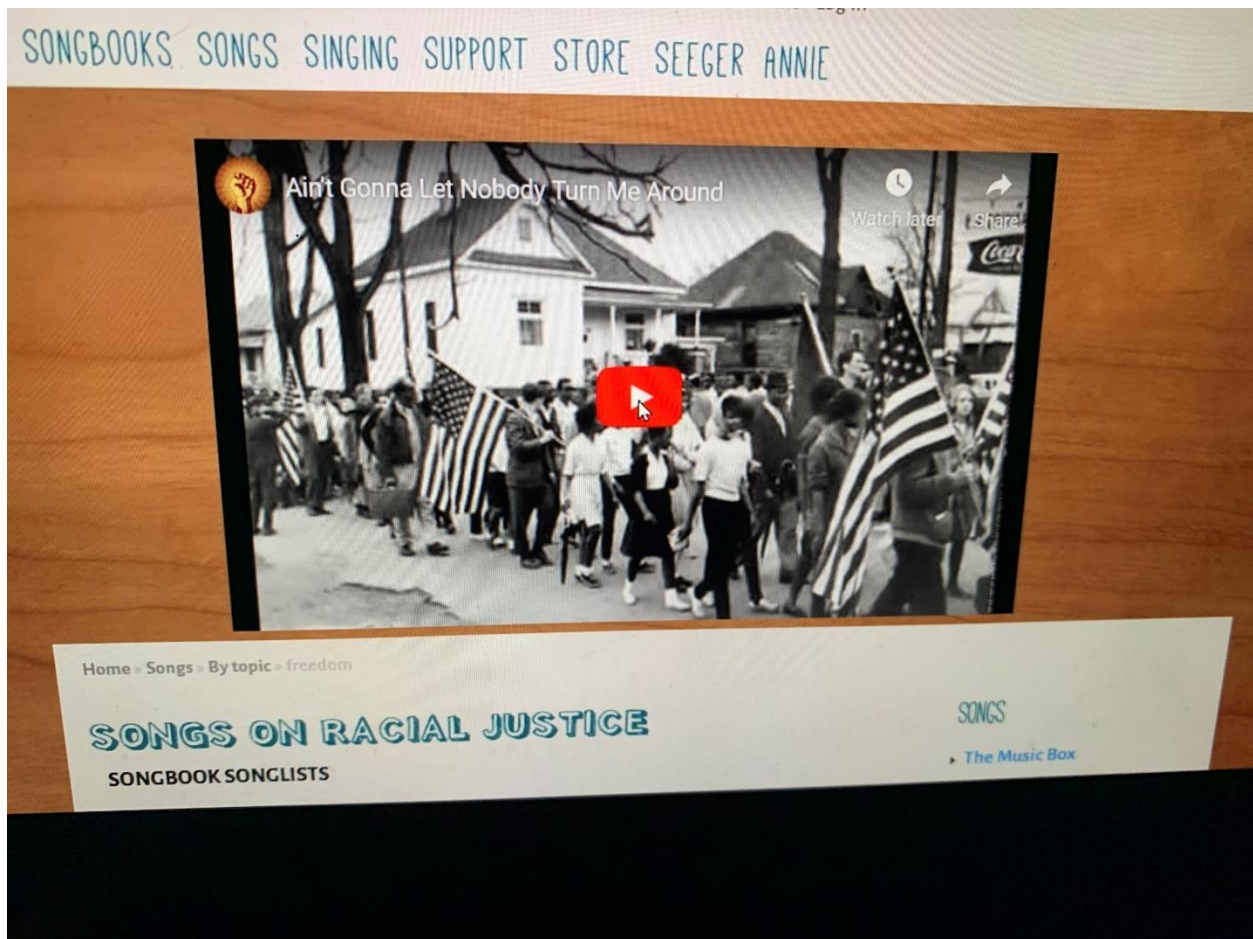 SONGBOOKS SONGS SINGING SUPPORT STORE SEEGER ANNIE
Ain't Gonna Let Nobody Turn Me Around
Watch later
Share
Home » Songs » By topic » freedom
SONGS ON RACIAL JUSTICE
SONGBOOK SONGLISTS
SONGS
The Music Box